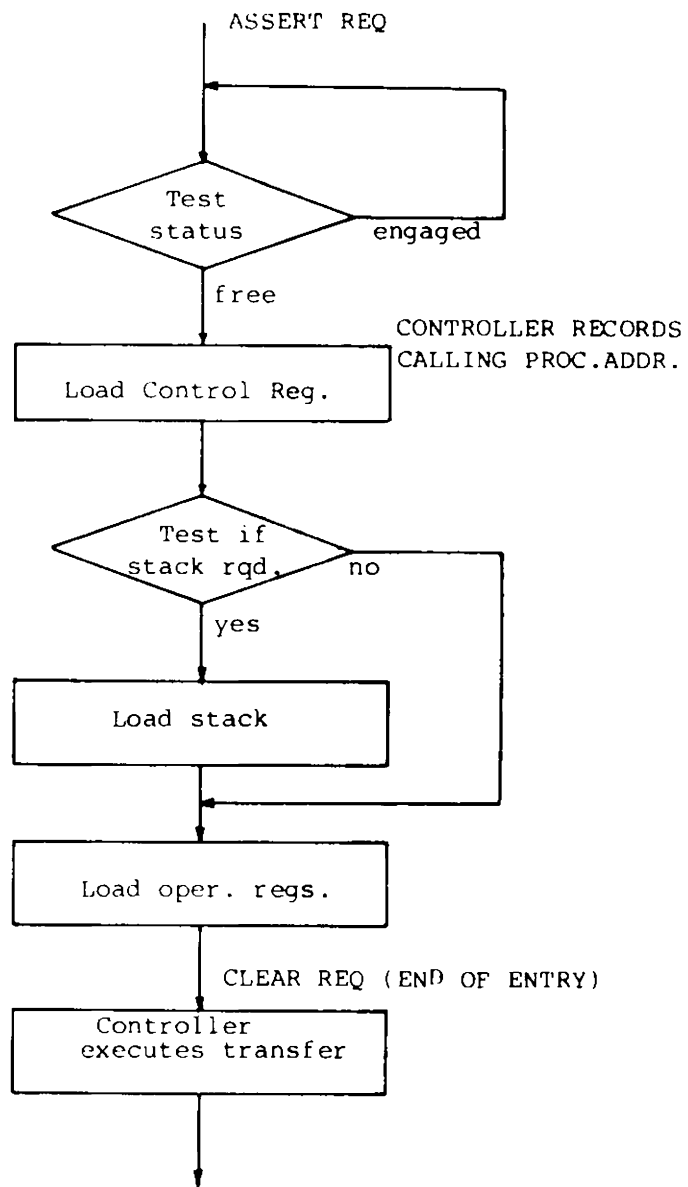 ASSERT REQ
Test
status
engaged
free
CONTROLLER RECORDS
CALLING PROC.ADDR.
Load Control Reg.
Test if
stack rqd,
no
yes
Load stack
Load oper. regs.
CLEAR REQ (END OF ENTRY)
Controller
executes transfer